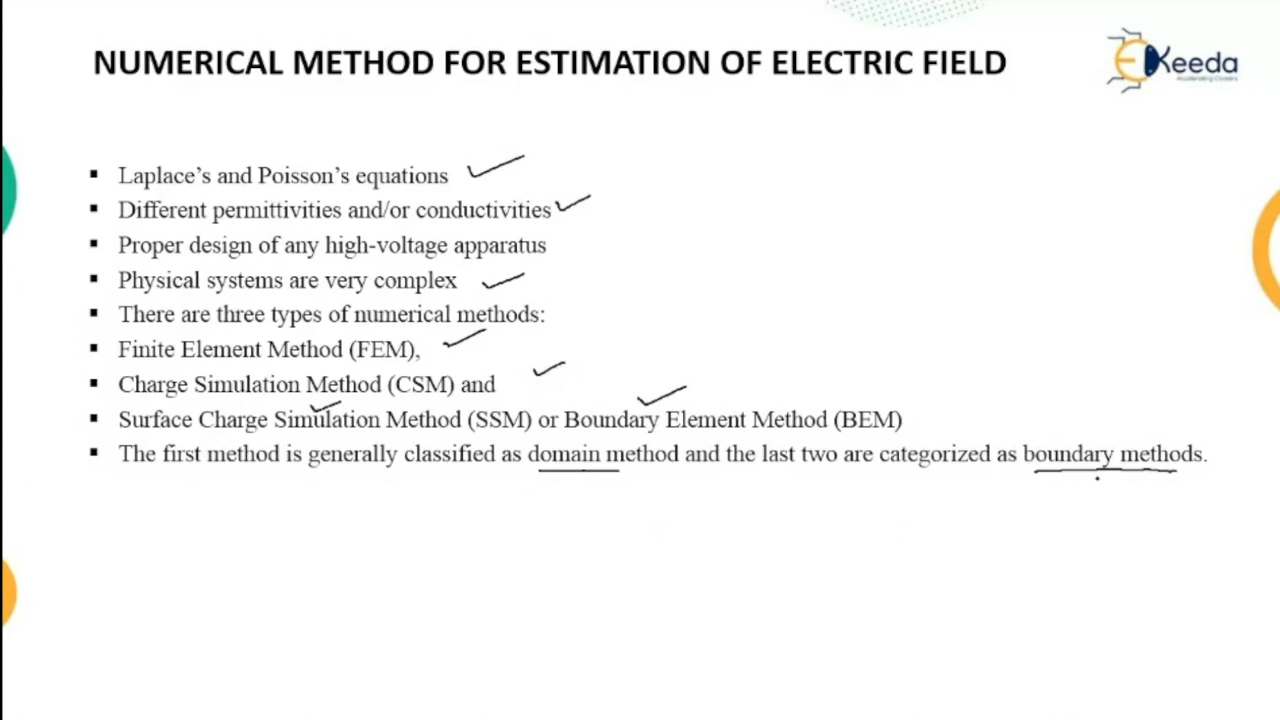 NUMERICAL METHOD FOR ESTIMATION OF ELECTRIC FIELD
Keeda
Accelerating Careers
▪ Laplace’s and Poisson’s equations
▪ Different permittivities and/or conductivities
▪ Proper design of any high-voltage apparatus
▪ Physical systems are very complex
▪ There are three types of numerical methods:
▪ Finite Element Method (FEM),
▪ Charge Simulation Method (CSM) and
▪ Surface Charge Simulation Method (SSM) or Boundary Element Method (BEM)
▪ The first method is generally classified as domain method and the last two are categorized as boundary methods.